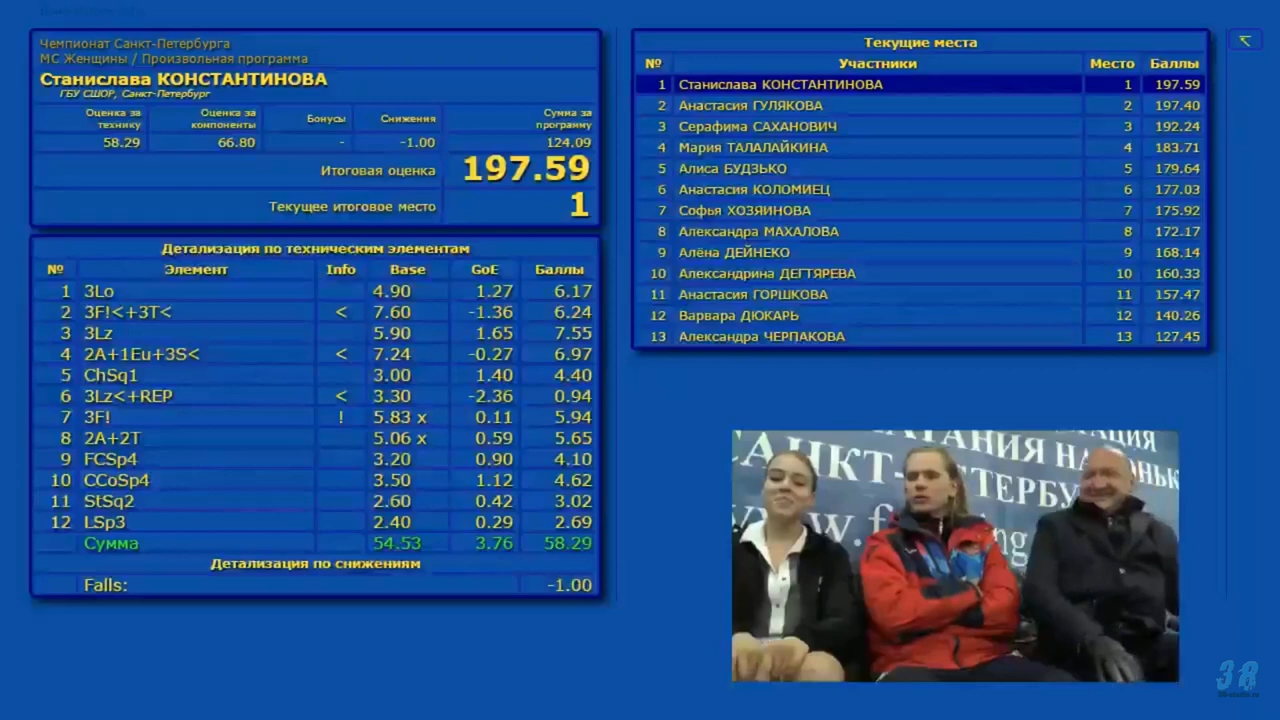 Чемпионат Санкт-Петербурга
МС Женщины / Произвольная программа
Станислава КОНСТАНТИНОВА
ГБУ СШОР, Санкт-Петербург
Оценка за технику Оценка за компоненты Бонусы Снижения Сумма за программу
58.29 66.80 - -1.00 124.09
Итоговая оценка 197.59
Текущее итоговое место 1
Детализация по техническим элементам
№ Элемент Info Base GoE Баллы
1 3Lo 4.90 1.27 6.17
2 3F!<+3T< < 7.60 -1.36 6.24
3 3Lz 5.90 1.65 7.55
4 2A+1Eu+3S< < 7.24 -0.27 6.97
5 ChSq1 3.00 1.40 4.40
6 3Lz<+REP < 3.30 -2.36 0.94
7 3F! ! 5.83 x 0.11 5.94
8 2A+2T 5.06 x 0.59 5.65
9 FCSp4 3.20 0.90 4.10
10 CCoSp4 3.50 1.12 4.62
11 StSq2 2.60 0.42 3.02
12 LSp3 2.40 0.29 2.69
Сумма 54.53 3.76 58.29
Детализация по снижениям
Falls: -1.00
Текущие места
№ Участники Место Баллы
1 Станислава КОНСТАНТИНОВА 1 197.59
2 Анастасия ГУЛЯКОВА 2 197.40
3 Серафима САХАНОВИЧ 3 192.24
4 Мария ТАЛАЛАЙКИНА 4 183.71
5 Алиса БУДЗЬКО 5 179.64
6 Анастасия КОЛОМИЕЦ 6 177.03
7 Софья ХОЗЯИНОВА 7 175.92
8 Александра МАХАЛОВА 8 172.17
9 Алёна ДЕЙНЕКО 9 168.14
10 Александрина ДЕГТЯРЕВА 10 160.33
11 Анастасия ГОРШКОВА 11 157.47
12 Варвара ДЮКАРЬ 12 140.26
13 Александра ЧЕРПАКОВА 13 127.45